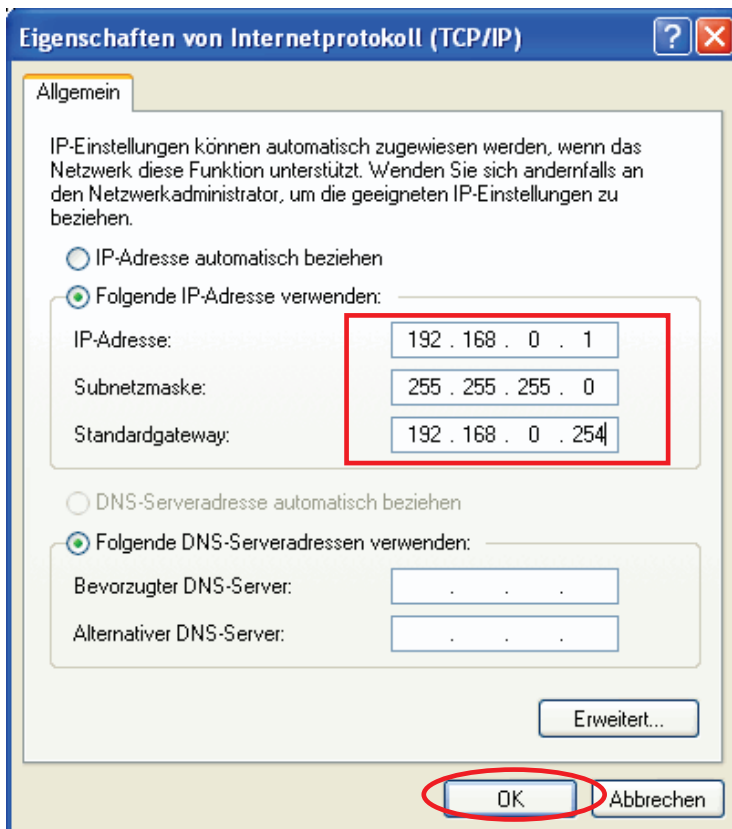 Eigenschaften von Internetprotokoll (TCP/IP)
Allgemein
IP-Einstellungen können automatisch zugewiesen werden, wenn das
Netzwerk diese Funktion unterstützt. Wenden Sie sich andernfalls an
den Netzwerkadministrator, um die geeigneten IP-Einstellungen zu
beziehen.
IP-Adresse automatisch beziehen
Folgende IP-Adresse verwenden:
IP-Adresse: 192 . 168 . 0 . 1
Subnetzmaske: 255 . 255 . 255 . 0
Standardgateway: 192 . 168 . 0 . 254
DNS-Serveradresse automatisch beziehen
Folgende DNS-Serveradressen verwenden:
Bevorzugter DNS-Server: . . .
Alternativer DNS-Server: . . .
Erweitert...
OK Abbrechen